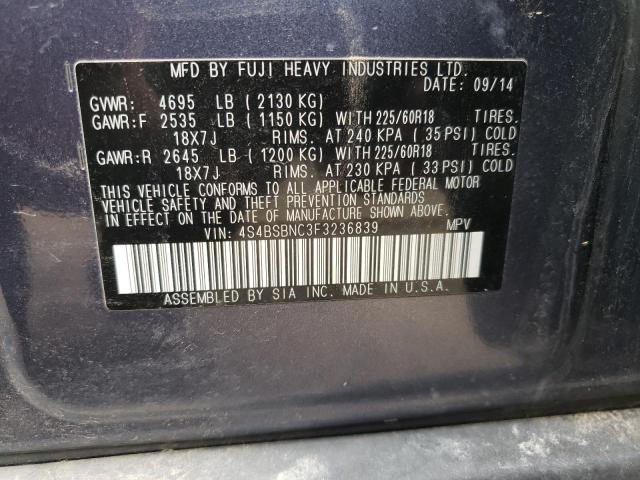 MFD BY FUJI HEAVY INDUSTRIES LTD.
DATE: 09/14
GVWR: 4695 LB (2130 KG)
GAWR:F 2535 LB (1150 KG) WITH 225/60R18 TIRES.
18X7J RIMS. AT 240 KPA (35 PSI) COLD
GAWR:R 2645 LB (1200 KG) WITH 225/60R18 TIRES.
18X7J RIMS. AT 230 KPA (33 PSI) COLD
THIS VEHICLE CONFORMS TO ALL APPLICABLE FEDERAL MOTOR
VEHICLE SAFETY AND THEFT PREVENTION STANDARDS
IN EFFECT ON THE DATE OF MANUFACTURE SHOWN ABOVE.
VIN: 4S4BSBNC3F3236839 MPV
ASSEMBLED BY SIA INC. MADE IN U.S.A.